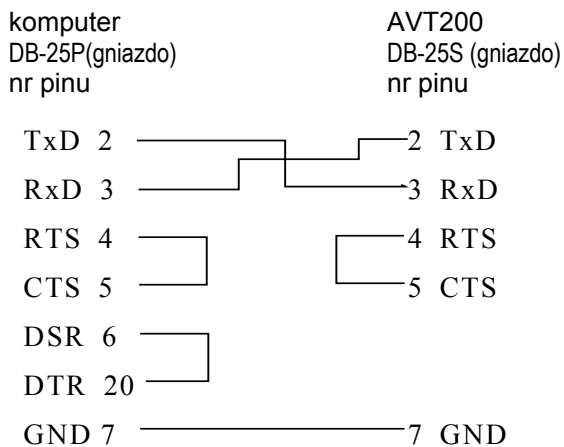 komputer AVT200
DB-25P(gniazdo) DB-25S (gniazdo)
nr pinu nr pinu
TxD 2 2 TxD
RxD 3 3 RxD
RTS 4 4 RTS
CTS 5 5 CTS
DSR 6
DTR 20
GND 7 7 GND